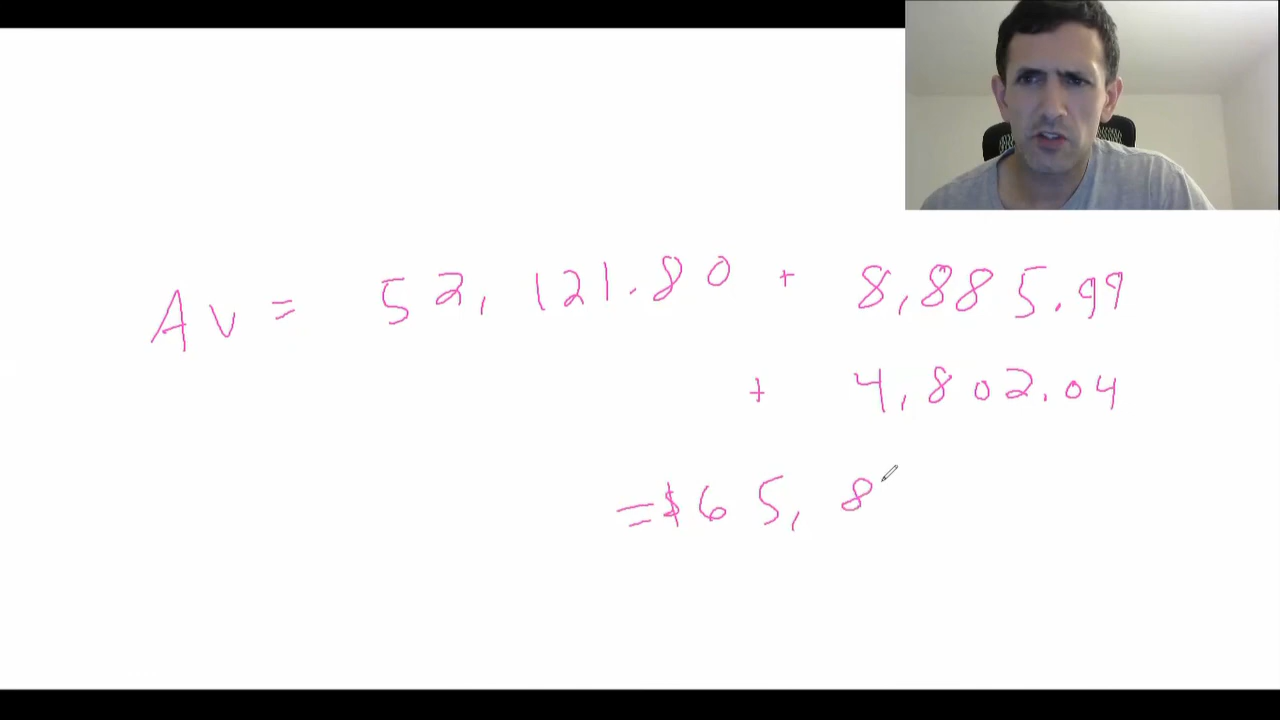 Av = 52,121.80 + 8,885.99
+ 4,802.04
= $65, 8